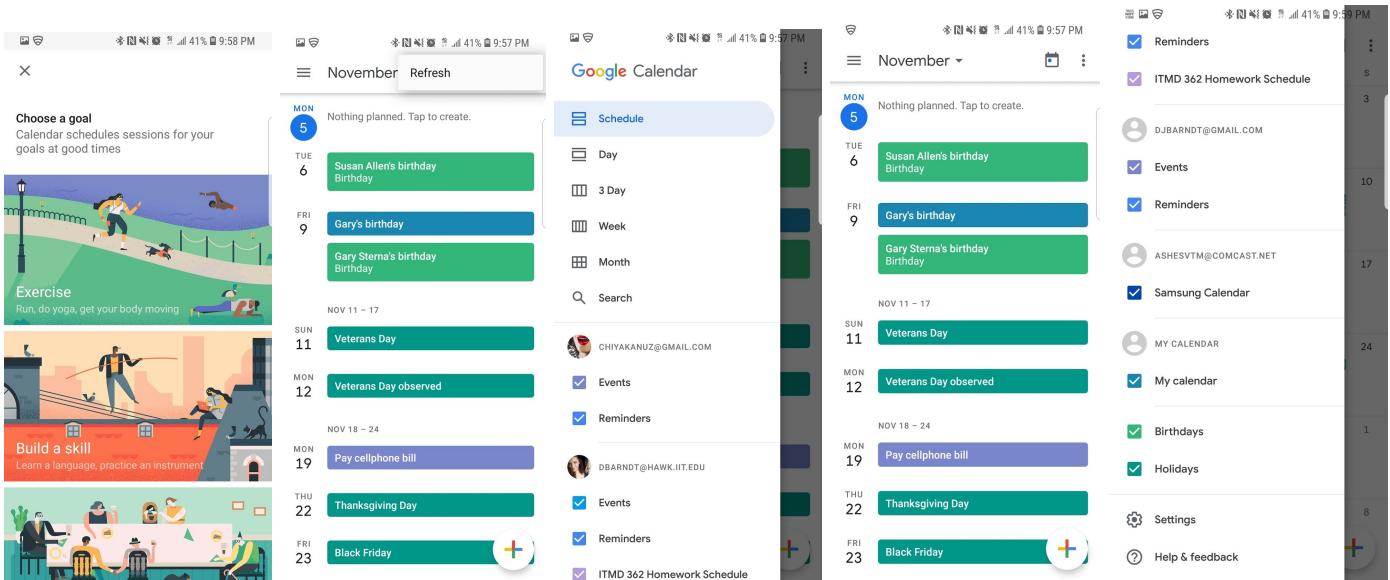 41% 9:58 PM
Choose a goal
Calendar schedules sessions for your
goals at good times
Exercise
Run, do yoga, get your body moving
Build a skill
Learn a language, practice an instrument
41% 9:57 PM
November
Refresh
MON
5
Nothing planned. Tap to create.
TUE
6
Susan Allen's birthday
Birthday
FRI
9
Gary's birthday
Gary Sterna's birthday
Birthday
NOV 11 – 17
SUN
11
Veterans Day
MON
12
Veterans Day observed
NOV 18 – 24
MON
19
Pay cellphone bill
THU
22
Thanksgiving Day
FRI
23
Black Friday
41% 9:57 PM
Google Calendar
Schedule
Day
3 Day
Week
Month
Search
CHIYAKANUZ@GMAIL.COM
Events
Reminders
DBARNDT@HAWK.IIT.EDU
Events
Reminders
ITMD 362 Homework Schedule
41% 9:57 PM
November
MON
5
Nothing planned. Tap to create.
TUE
6
Susan Allen's birthday
Birthday
FRI
9
Gary's birthday
Gary Sterna's birthday
Birthday
NOV 11 – 17
SUN
11
Veterans Day
MON
12
Veterans Day observed
NOV 18 – 24
MON
19
Pay cellphone bill
THU
22
Thanksgiving Day
FRI
23
Black Friday
41% 9:59 PM
Reminders
ITMD 362 Homework Schedule
DJBARNDT@GMAIL.COM
Events
Reminders
ASHESVTM@COMCAST.NET
Samsung Calendar
MY CALENDAR
My calendar
Birthdays
Holidays
Settings
Help & feedback
S
3
10
17
24
1
8